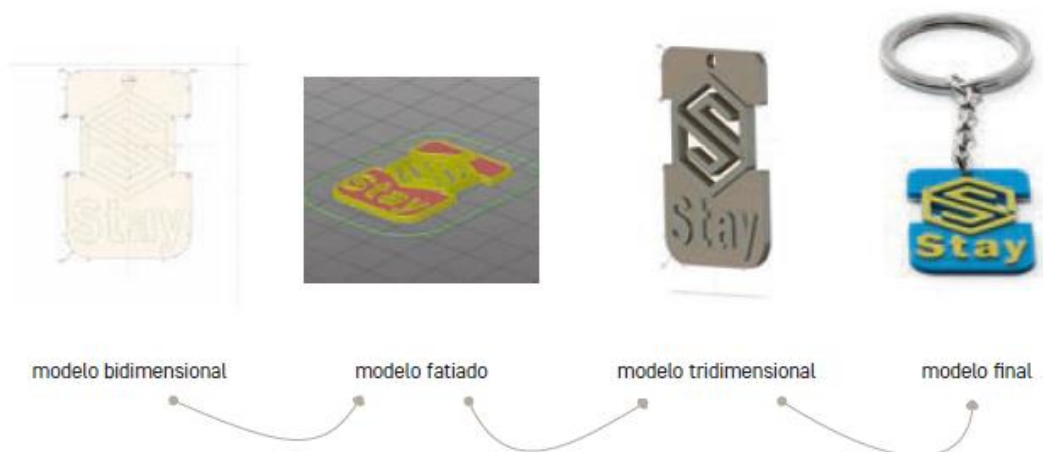 Stay
Stay
Stay
Stay
modelo bidimensional
modelo fatiado
modelo tridimensional
modelo final